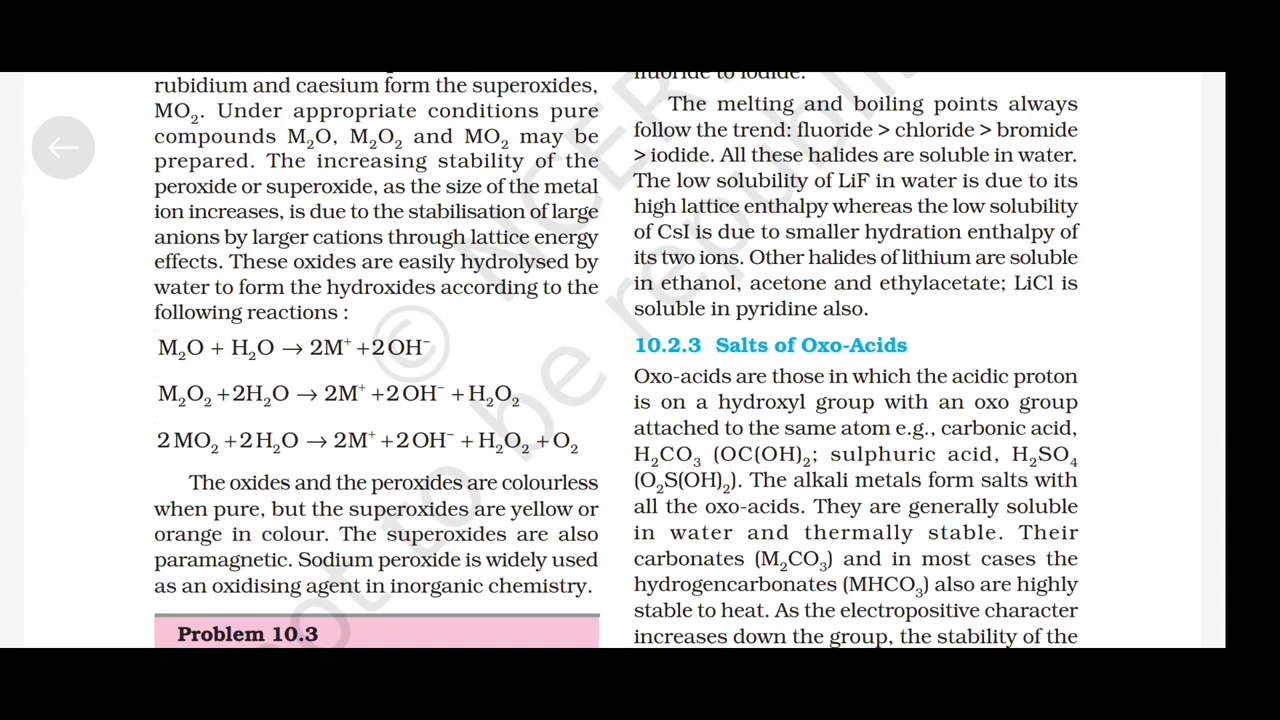 rubidium and caesium form the superoxides,
MO₂. Under appropriate conditions pure
compounds M₂O, M₂O₂ and MO₂ may be
prepared. The increasing stability of the
peroxide or superoxide, as the size of the metal
ion increases, is due to the stabilisation of large
anions by larger cations through lattice energy
effects. These oxides are easily hydrolysed by
water to form the hydroxides according to the
following reactions :
M₂O + H₂O → 2M⁺ + 2OH⁻
M₂O₂ + 2H₂O → 2M⁺ + 2OH⁻ + H₂O₂
2MO₂ + 2H₂O → 2M⁺ + 2OH⁻ + H₂O₂ + O₂
The oxides and the peroxides are colourless
when pure, but the superoxides are yellow or
orange in colour. The superoxides are also
paramagnetic. Sodium peroxide is widely used
as an oxidising agent in inorganic chemistry.
Problem 10.3
fluoride to iodide.
The melting and boiling points always
follow the trend: fluoride > chloride > bromide
> iodide. All these halides are soluble in water.
The low solubility of LiF in water is due to its
high lattice enthalpy whereas the low solubility
of CsI is due to smaller hydration enthalpy of
its two ions. Other halides of lithium are soluble
in ethanol, acetone and ethylacetate; LiCl is
soluble in pyridine also.
10.2.3 Salts of Oxo-Acids
Oxo-acids are those in which the acidic proton
is on a hydroxyl group with an oxo group
attached to the same atom e.g., carbonic acid,
H₂CO₃ (OC(OH)₂; sulphuric acid, H₂SO₄
(O₂S(OH)₂). The alkali metals form salts with
all the oxo-acids. They are generally soluble
in water and thermally stable. Their
carbonates (M₂CO₃) and in most cases the
hydrogencarbonates (MHCO₃) also are highly
stable to heat. As the electropositive character
increases down the group, the stability of the
© NCER
not to be republi